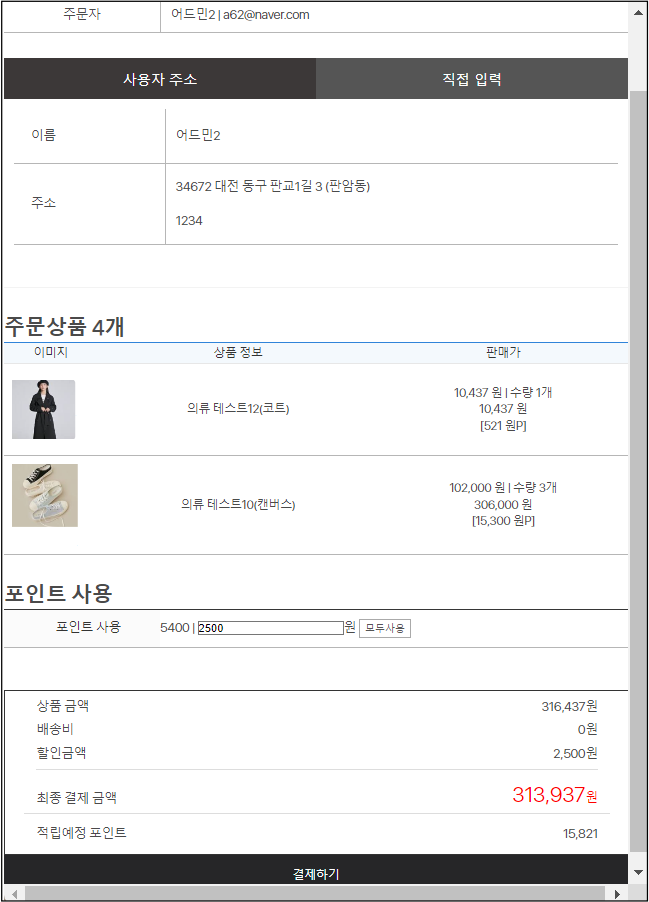 주문자 어드민2 | a62@naver.com
사용자 주소 직접 입력
이름 어드민2
주소 34672 대전 동구 판교1길 3 (판암동)
1234
주문상품 4개
이미지 상품 정보 판매가
의류 테스트12(코트)
10,437 원 | 수량 1개
10,437 원
[521 원P]
의류 테스트10(캔버스)
102,000 원 | 수량 3개
306,000 원
[15,300 원P]
포인트 사용
포인트 사용 5400 | 2500 원 모두사용
상품 금액 316,437원
배송비 0원
할인금액 2,500원
최종 결제 금액 313,937원
적립예정 포인트 15,821
결제하기